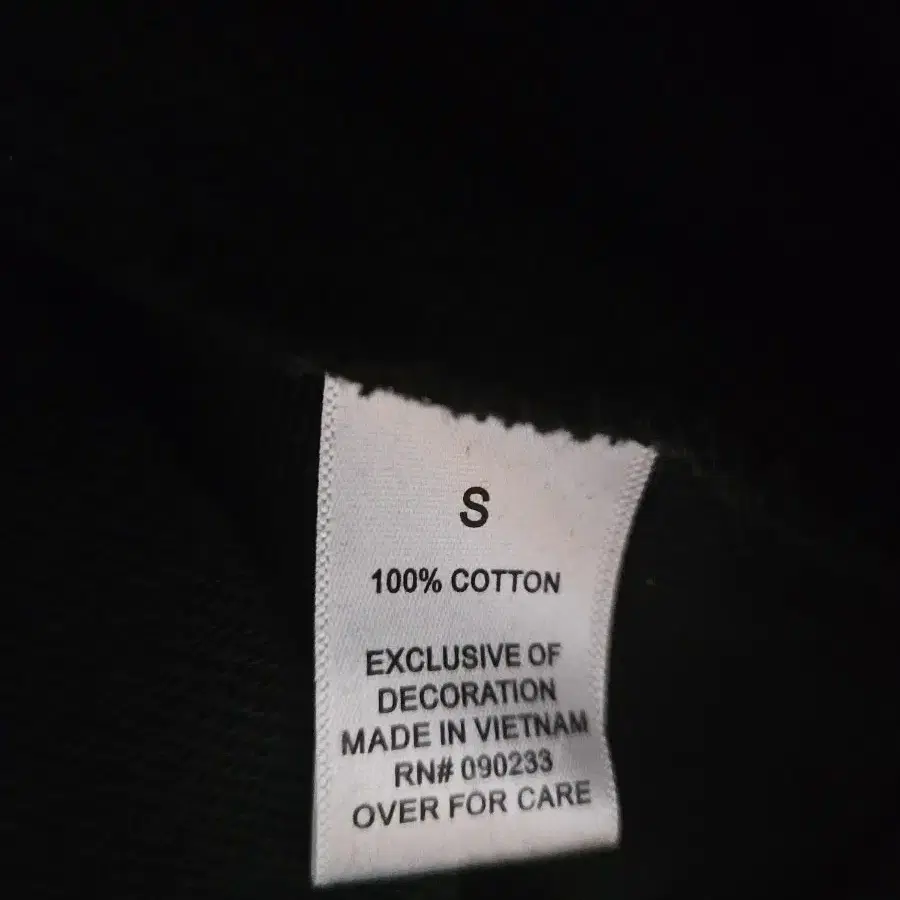 S
100% COTTON
EXCLUSIVE OF
DECORATION
MADE IN VIETNAM
RN# 090233
OVER FOR CARE